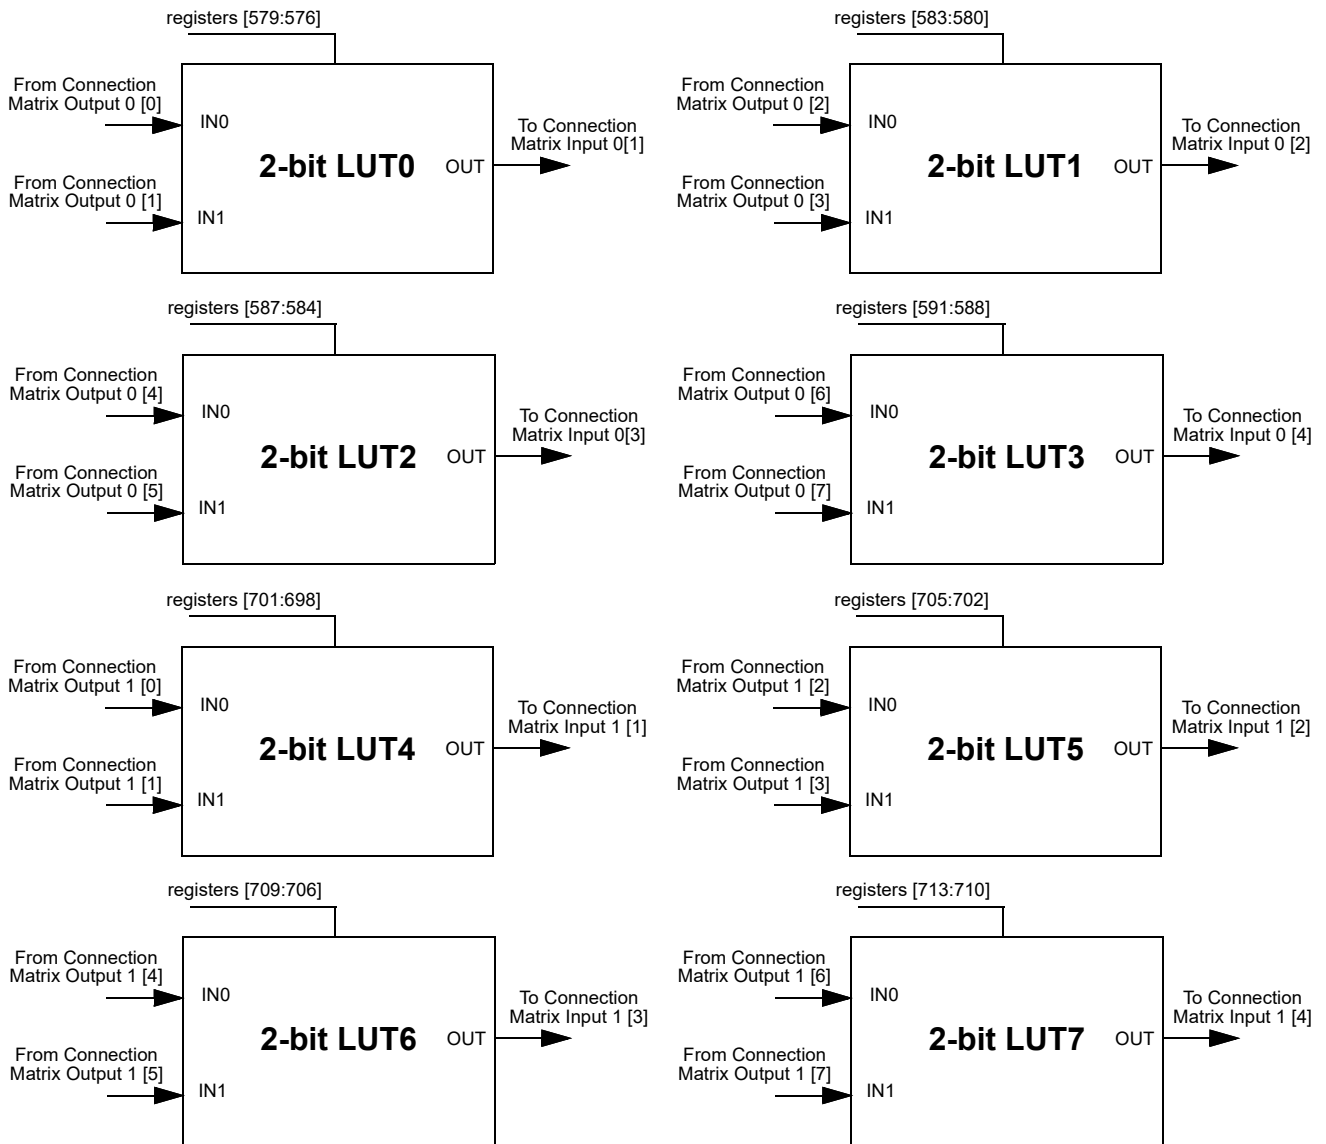 registers [579:576]
From Connection
Matrix Output 0 [0]
IN0
From Connection
Matrix Output 0 [1]
IN1
2-bit LUT0
OUT
To Connection
Matrix Input 0[1]
registers [583:580]
From Connection
Matrix Output 0 [2]
IN0
From Connection
Matrix Output 0 [3]
IN1
2-bit LUT1
OUT
To Connection
Matrix Input 0 [2]
registers [587:584]
From Connection
Matrix Output 0 [4]
IN0
From Connection
Matrix Output 0 [5]
IN1
2-bit LUT2
OUT
To Connection
Matrix Input 0[3]
registers [591:588]
From Connection
Matrix Output 0 [6]
IN0
From Connection
Matrix Output 0 [7]
IN1
2-bit LUT3
OUT
To Connection
Matrix Input 0 [4]
registers [701:698]
From Connection
Matrix Output 1 [0]
IN0
From Connection
Matrix Output 1 [1]
IN1
2-bit LUT4
OUT
To Connection
Matrix Input 1 [1]
registers [705:702]
From Connection
Matrix Output 1 [2]
IN0
From Connection
Matrix Output 1 [3]
IN1
2-bit LUT5
OUT
To Connection
Matrix Input 1 [2]
registers [709:706]
From Connection
Matrix Output 1 [4]
IN0
From Connection
Matrix Output 1 [5]
IN1
2-bit LUT6
OUT
To Connection
Matrix Input 1 [3]
registers [713:710]
From Connection
Matrix Output 1 [6]
IN0
From Connection
Matrix Output 1 [7]
IN1
2-bit LUT7
OUT
To Connection
Matrix Input 1 [4]